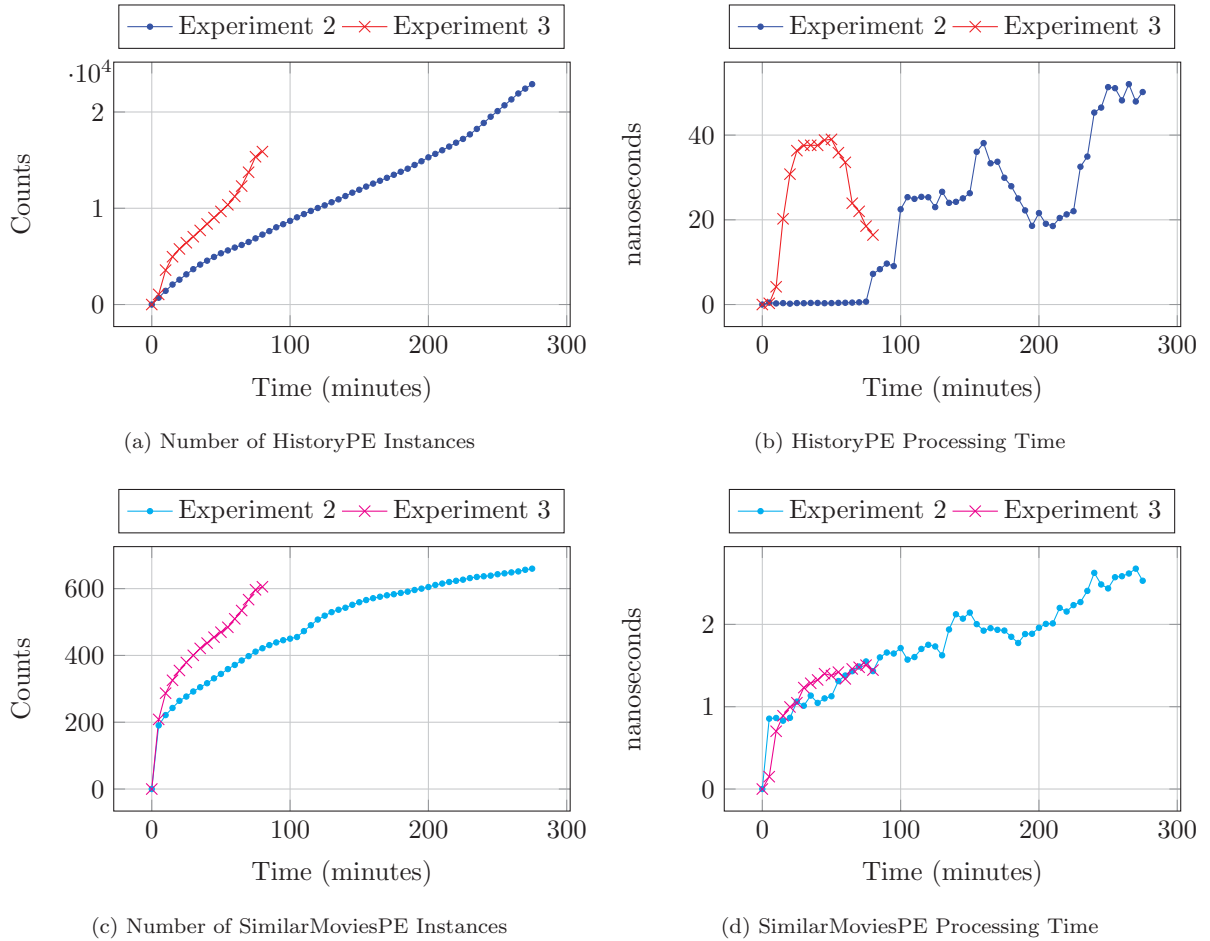 Experiment 2 Experiment 3
·10^4
2
1
0
Counts
0 100 200 300
Time (minutes)
(a) Number of HistoryPE Instances
Experiment 2 Experiment 3
40
20
0
nanoseconds
0 100 200 300
Time (minutes)
(b) HistoryPE Processing Time
Experiment 2 Experiment 3
600
400
200
0
Counts
0 100 200 300
Time (minutes)
(c) Number of SimilarMoviesPE Instances
Experiment 2 Experiment 3
2
1
0
nanoseconds
0 100 200 300
Time (minutes)
(d) SimilarMoviesPE Processing Time